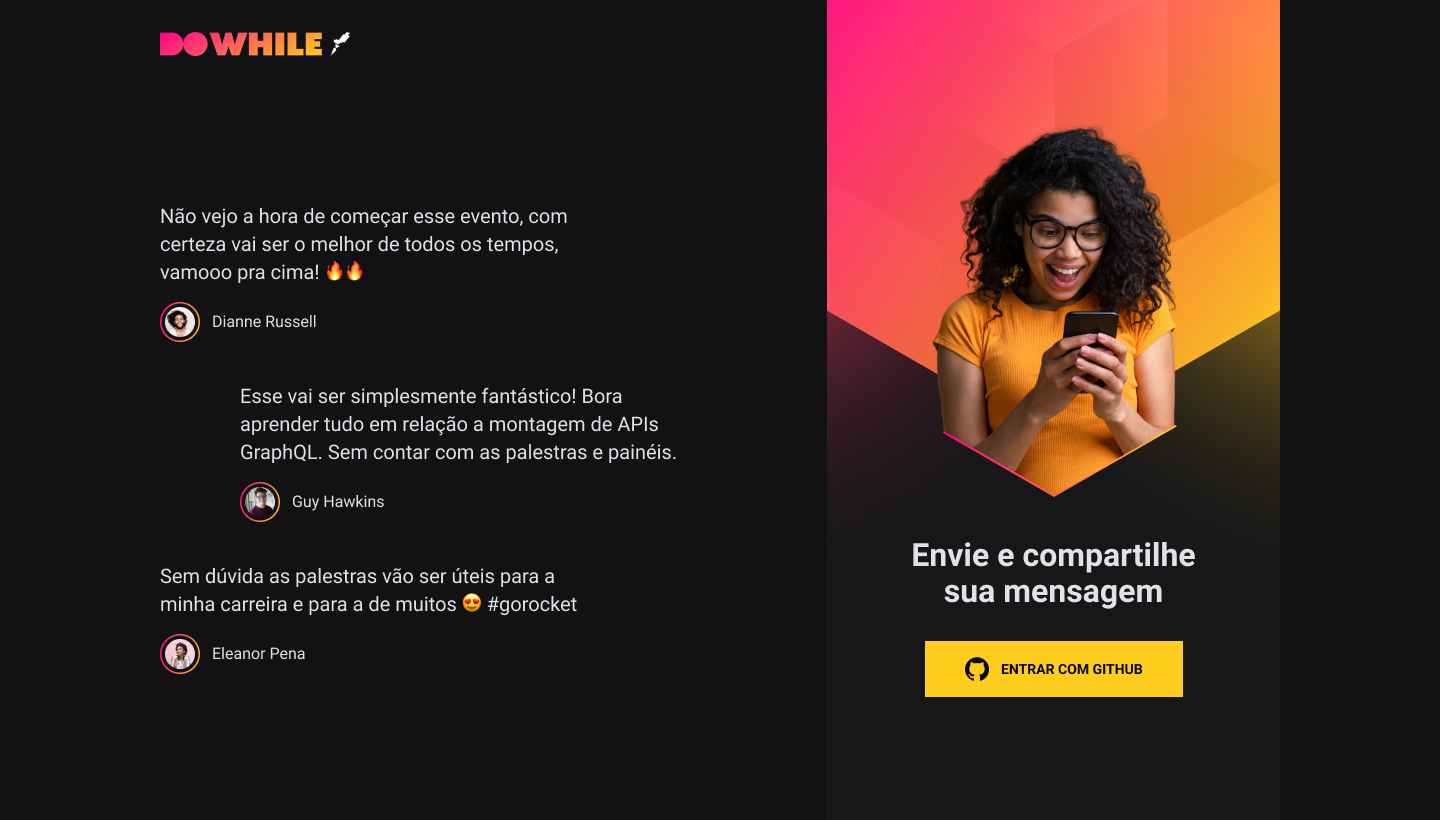 DOWHILE
Não vejo a hora de começar esse evento, com
certeza vai ser o melhor de todos os tempos,
vamooo pra cima! 🔥🔥
Dianne Russell
Esse vai ser simplesmente fantástico! Bora
aprender tudo em relação a montagem de APIs
GraphQL. Sem contar com as palestras e painéis.
Guy Hawkins
Sem dúvida as palestras vão ser úteis para a
minha carreira e para a de muitos 😍 #gorocket
Eleanor Pena
Envie e compartilhe
sua mensagem
ENTRAR COM GITHUB